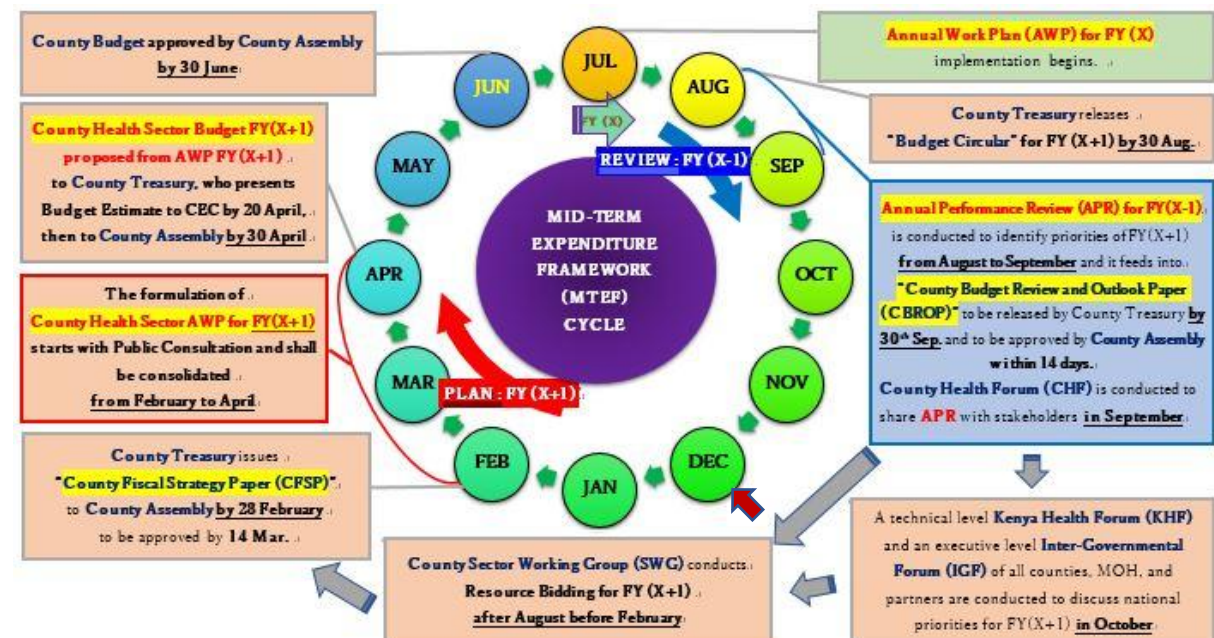 County Budget approved by County Assembly
by 30 June.
County Health Sector Budget FY(X+1)
proposed from AWP FY (X+1)
to County Treasury, who presents
Budget Estimate to CEC by 20 April,
then to County Assembly by 30 April.
The formulation of
County Health Sector AWP for FY(X+1)
starts with Public Consultation and shall
be consolidated
from February to April.
County Treasury issues
"County Fiscal Strategy Paper (CFSP)"
to County Assembly by 28 February
to be approved by 14 Mar.
JUL
AUG
SEP
OCT
NOV
DEC
JAN
FEB
MAR
APR
MAY
JUN
FY (X)
REVIEW : FY (X-1)
MID-TERM
EXPENDITURE
FRAMEWORK
(MTEF)
CYCLE
PLAN : FY (X+1)
Annual Work Plan (AWP) for FY (X)
implementation begins.
County Treasury releases
"Budget Circular" for FY (X+1) by 30 Aug.
Annual Performance Review (APR) for FY(X-1)
is conducted to identify priorities of FY(X+1)
from August to September and it feeds into
"County Budget Review and Outlook Paper
(CBROP)" to be released by County Treasury by
30th Sep. and to be approved by County Assembly
within 14 days.
County Health Forum (CHF) is conducted to
share APR with stakeholders in September.
County Sector Working Group (SWG) conducts
Resource Bidding for FY (X+1)
after August before February
A technical level Kenya Health Forum (KHF)
and an executive level Inter-Governmental
Forum (IGF) of all counties, MOH, and
partners are conducted to discuss national
priorities for FY(X+1) in October.